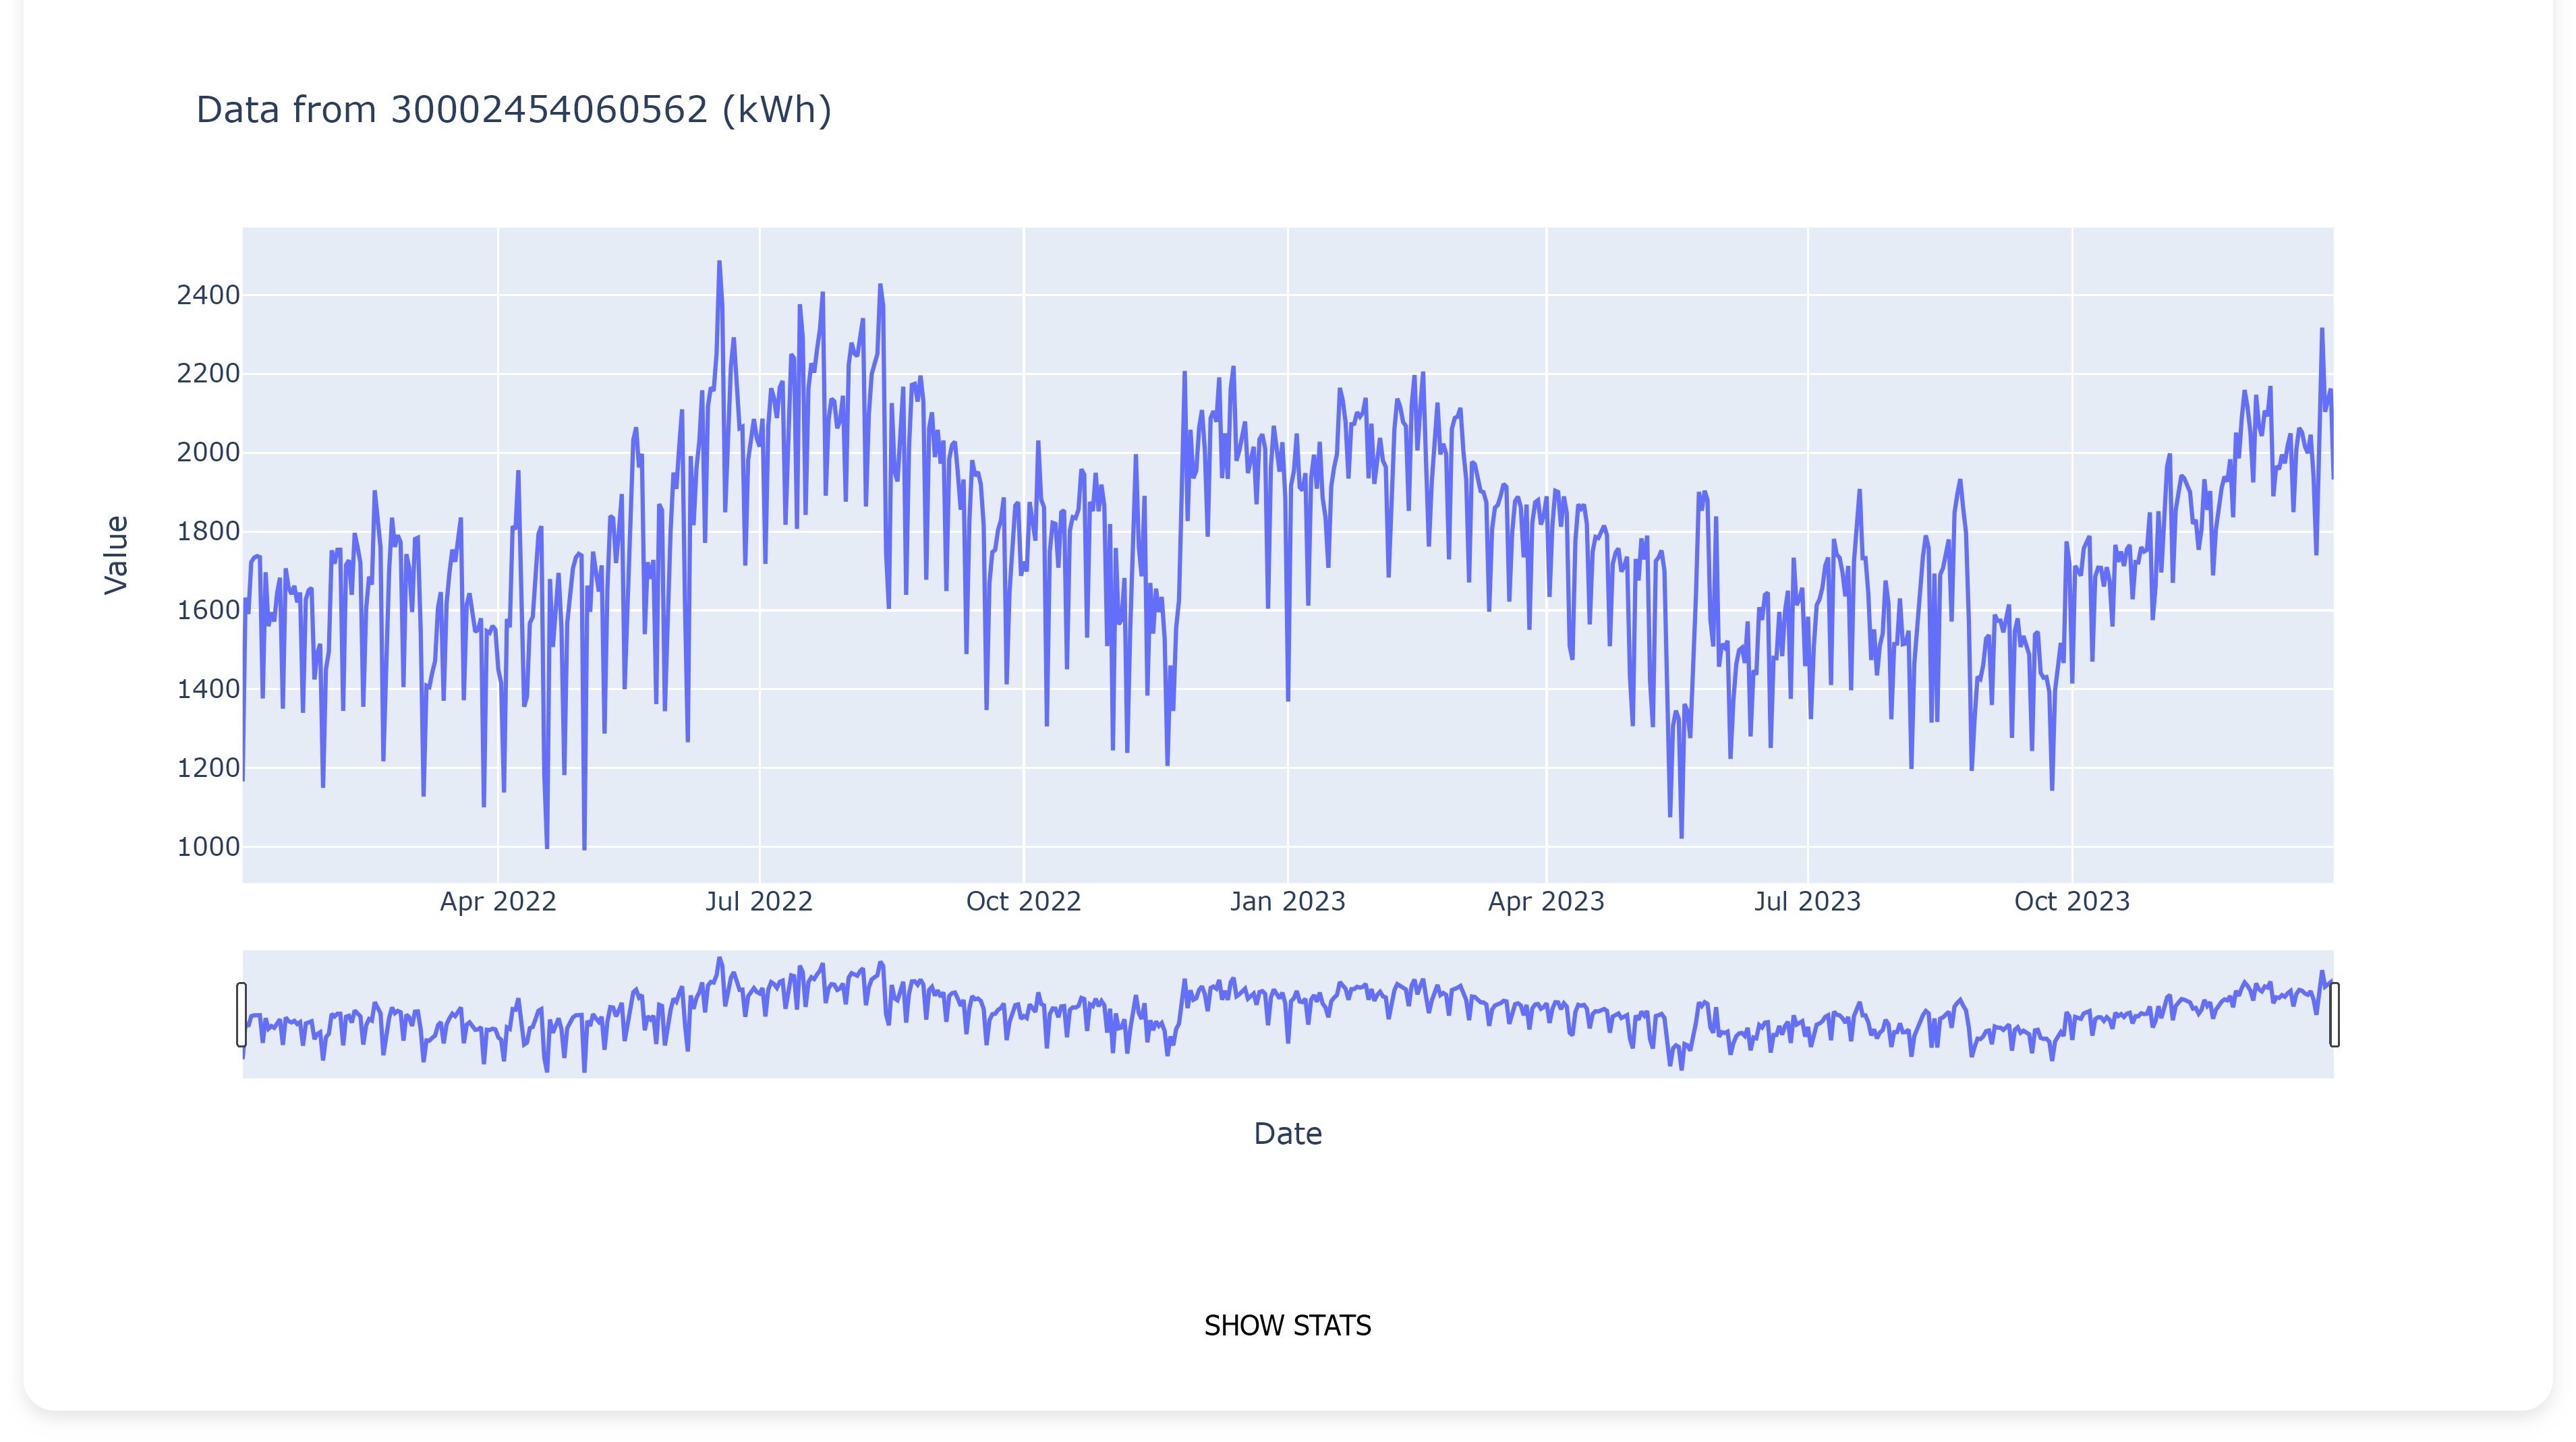 Data from 30002454060562 (kWh)
2400
2200
2000
1800
1600
1400
1200
1000
Value
Apr 2022
Jul 2022
Oct 2022
Jan 2023
Apr 2023
Jul 2023
Oct 2023
Date
SHOW STATS